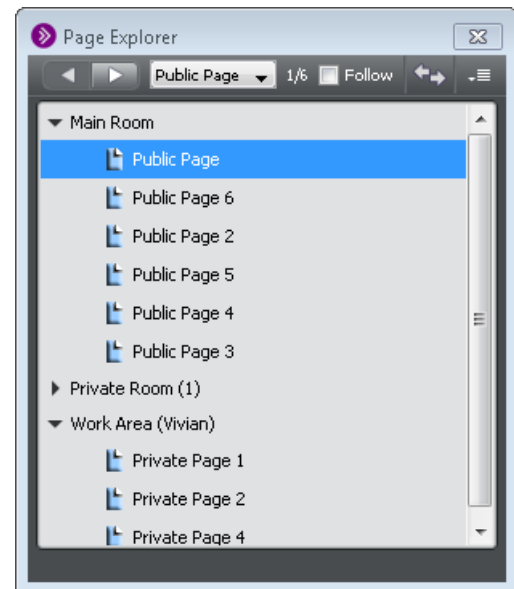 Page Explorer
Public Page 1/6 Follow
Main Room
Public Page
Public Page 6
Public Page 2
Public Page 5
Public Page 4
Public Page 3
Private Room (1)
Work Area (Vivian)
Private Page 1
Private Page 2
Private Page 4